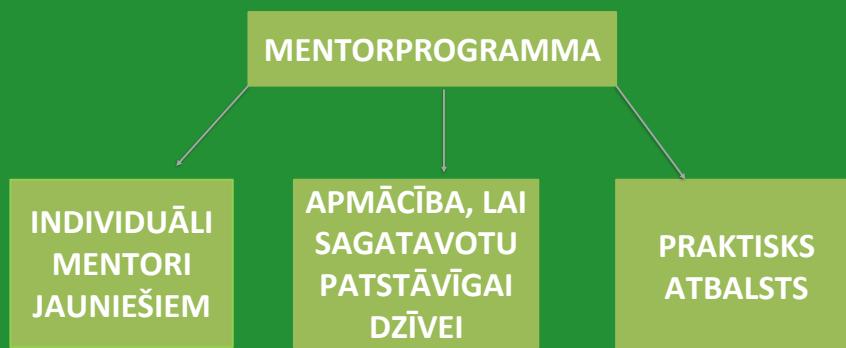 MENTORPROGRAMMA
INDIVIDUĀLI
MENTORI
JAUNIEŠIEM
APMĀCĪBA, LAI
SAGATAVOTU
PATSTĀVĪGAI
DZĪVEI
PRAKTISKS
ATBALSTS